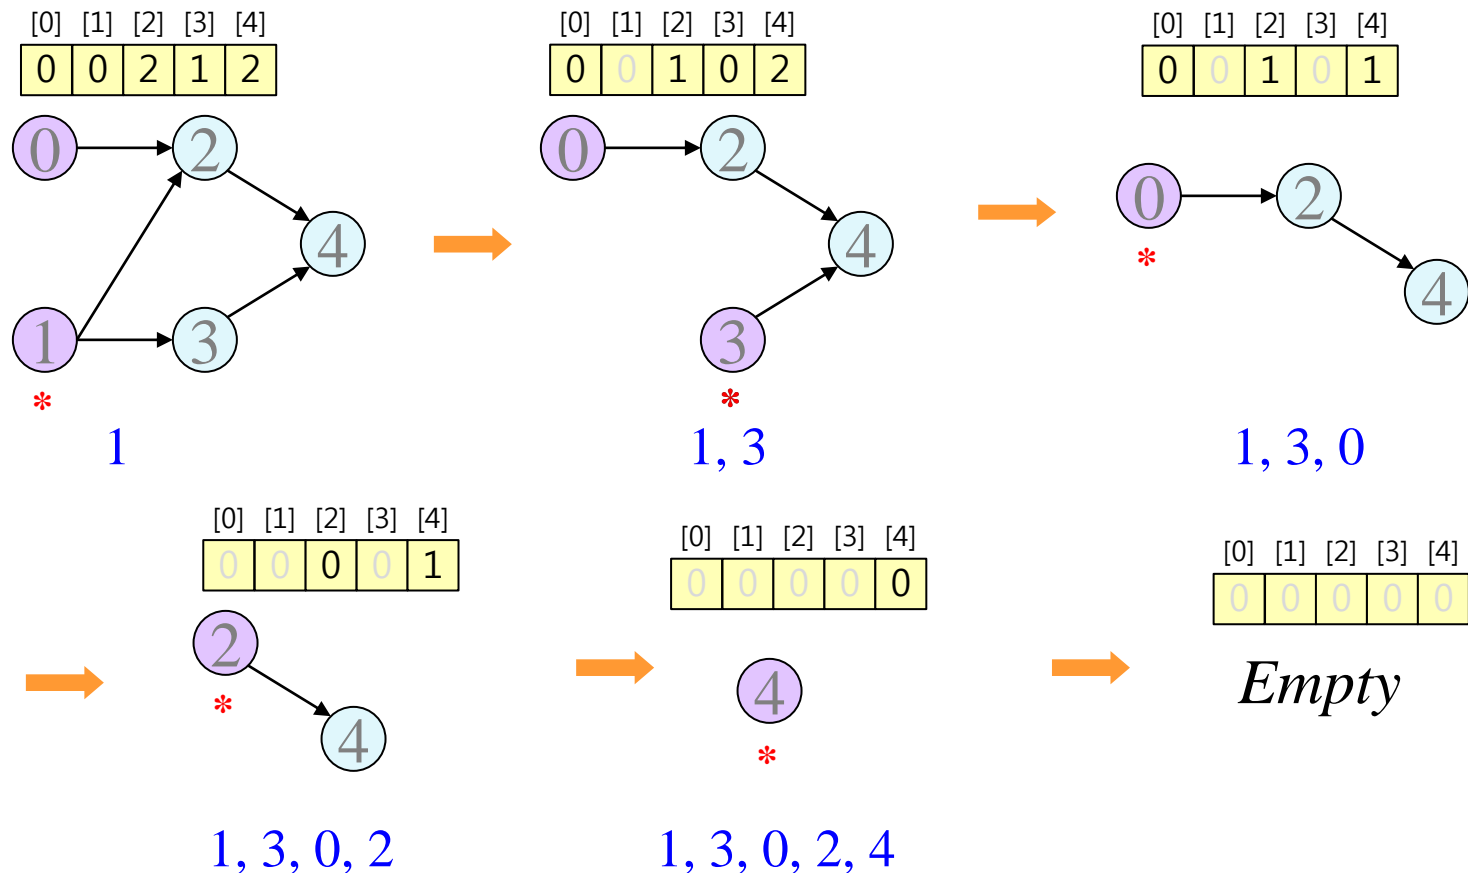 [0] [1] [2] [3] [4]
0 0 2 1 2
0 2
4
1 3
*
1
[0] [1] [2] [3] [4]
0 0 1 0 2
0 2
4
3
*
1, 3
[0] [1] [2] [3] [4]
0 0 1 0 1
0 2
4
*
1, 3, 0
[0] [1] [2] [3] [4]
0 0 0 0 1
2
*
4
1, 3, 0, 2
[0] [1] [2] [3] [4]
0 0 0 0 0
4
*
1, 3, 0, 2, 4
[0] [1] [2] [3] [4]
0 0 0 0 0
Empty